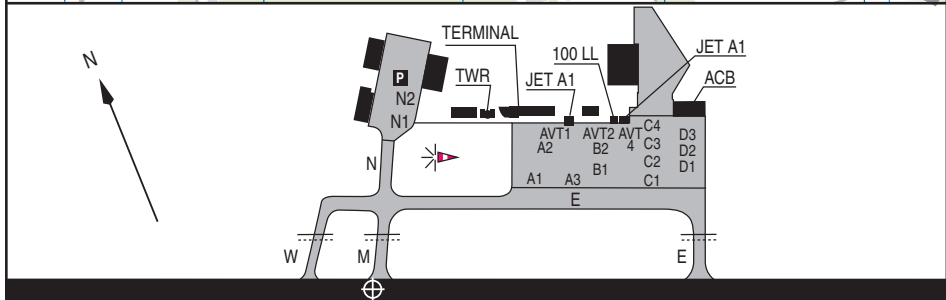 N
TERMINAL
TWR
100 LL
JET A1
JET A1
ACB
P
N2
N1
N
AVT1
A2
A1
A3
AVT2
B2
B1
AVT
4
C4
C3
C2
C1
D3
D2
D1
E
W
M
E